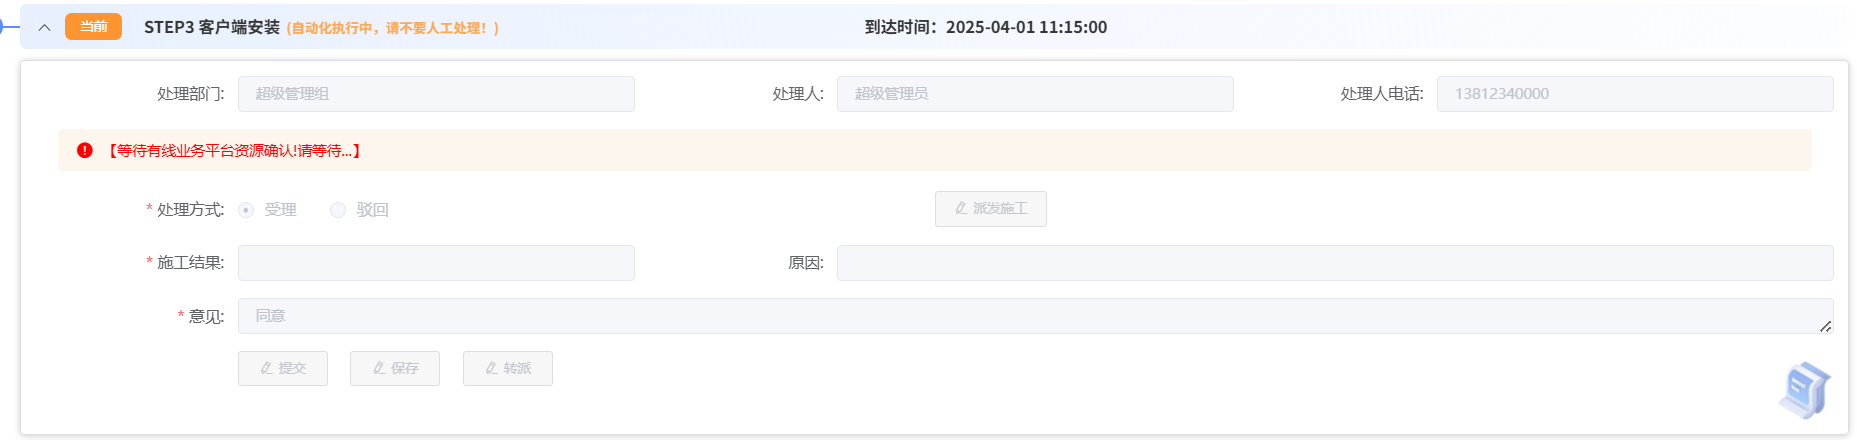 当前 STEP3 客户端安装 (自动化执行中，请不要人工处理！) 到达时间：2025-04-01 11:15:00
处理部门: 超级管理组 处理人: 超级管理员 处理人电话: 13812340000
【等待有线业务平台资源确认!请等待...】
* 处理方式: 受理 驳回 派发施工
* 施工结果: 原因:
* 意见: 同意
提交 保存 转派